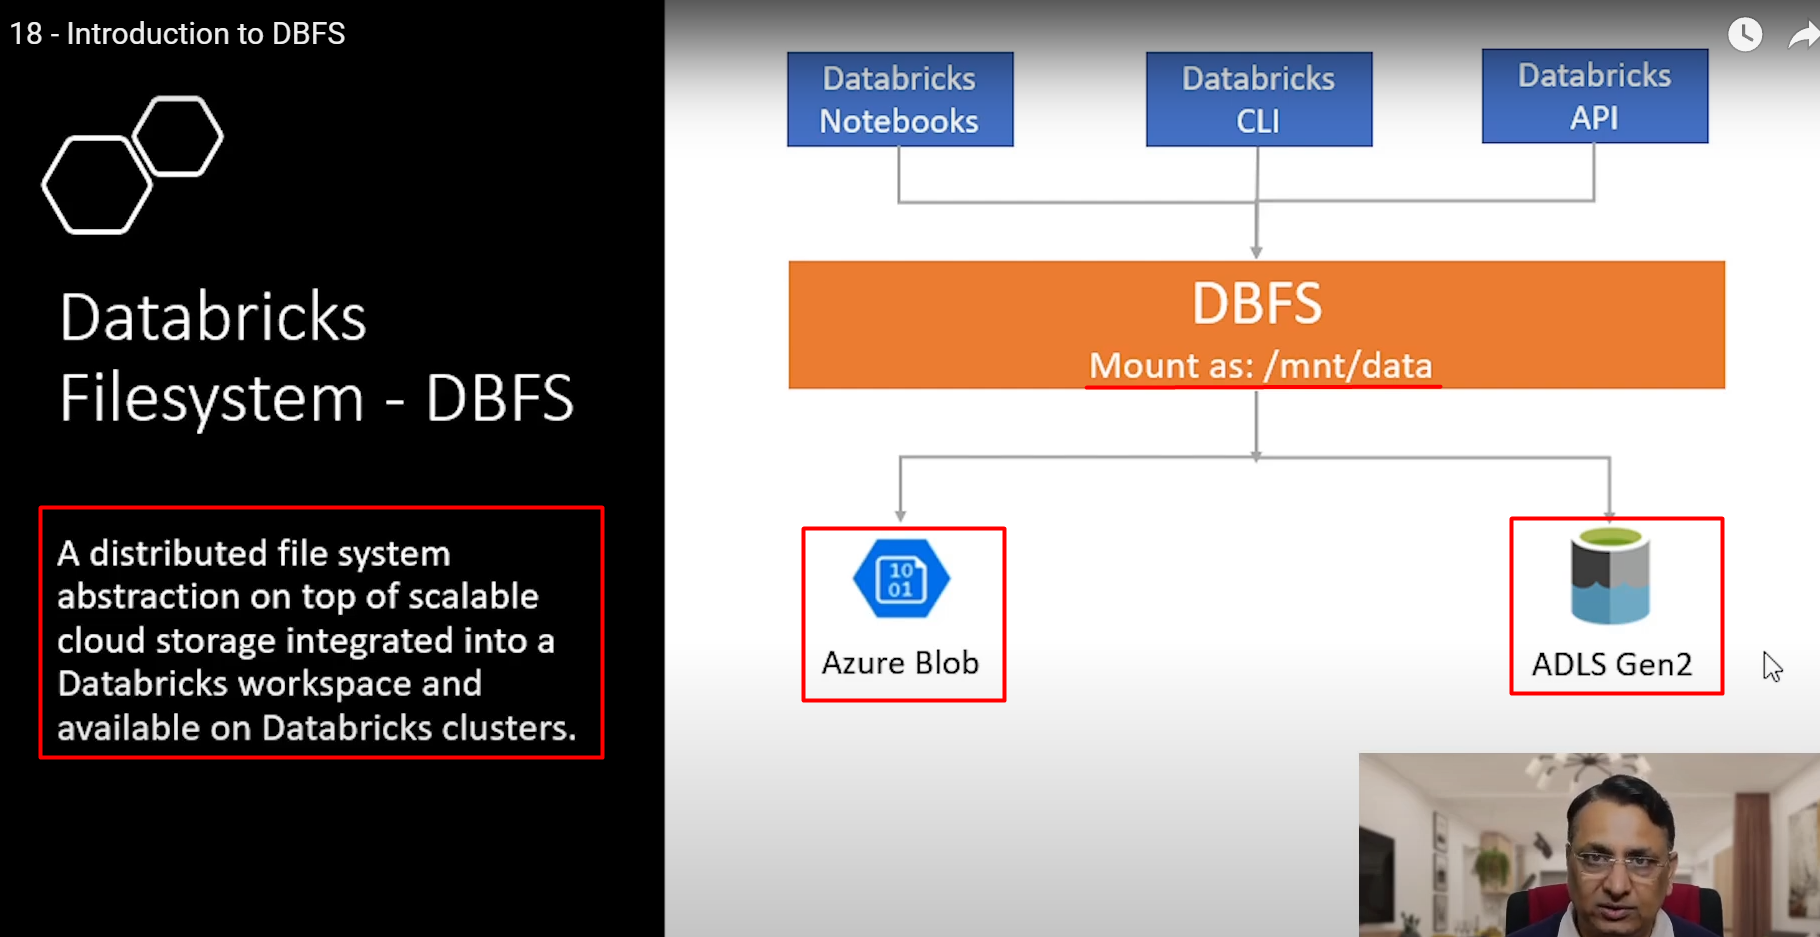 18 - Introduction to DBFS
Databricks
Filesystem - DBFS
A distributed file system
abstraction on top of scalable
cloud storage integrated into a
Databricks workspace and
available on Databricks clusters.
Databricks
Notebooks
Databricks
CLI
Databricks
API
DBFS
Mount as: /mnt/data
10
01
Azure Blob
ADLS Gen2